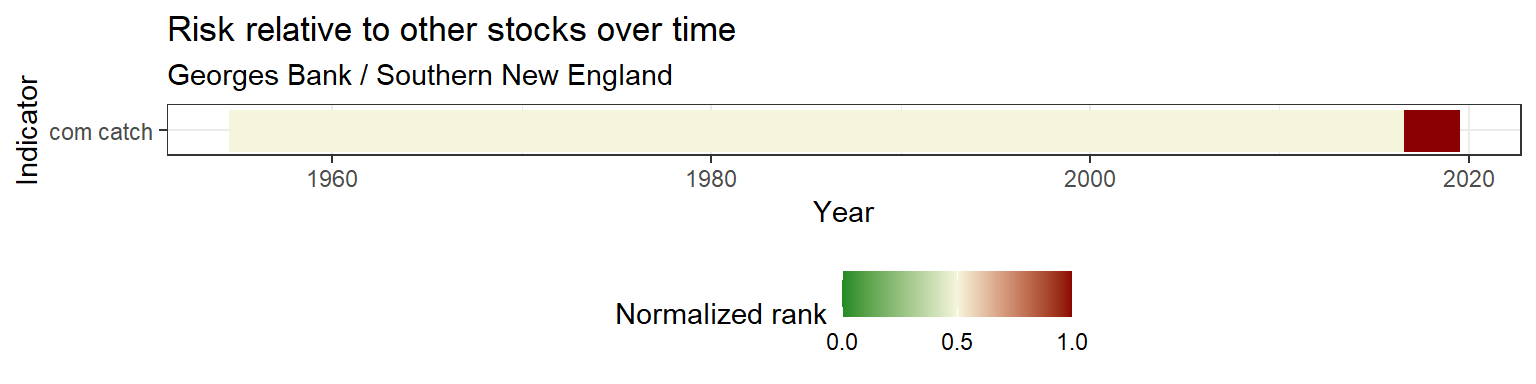 Risk relative to other stocks over time
Georges Bank / Southern New England
Indicator
com catch
1960 1980 2000 2020
Year
Normalized rank
0.0 0.5 1.0